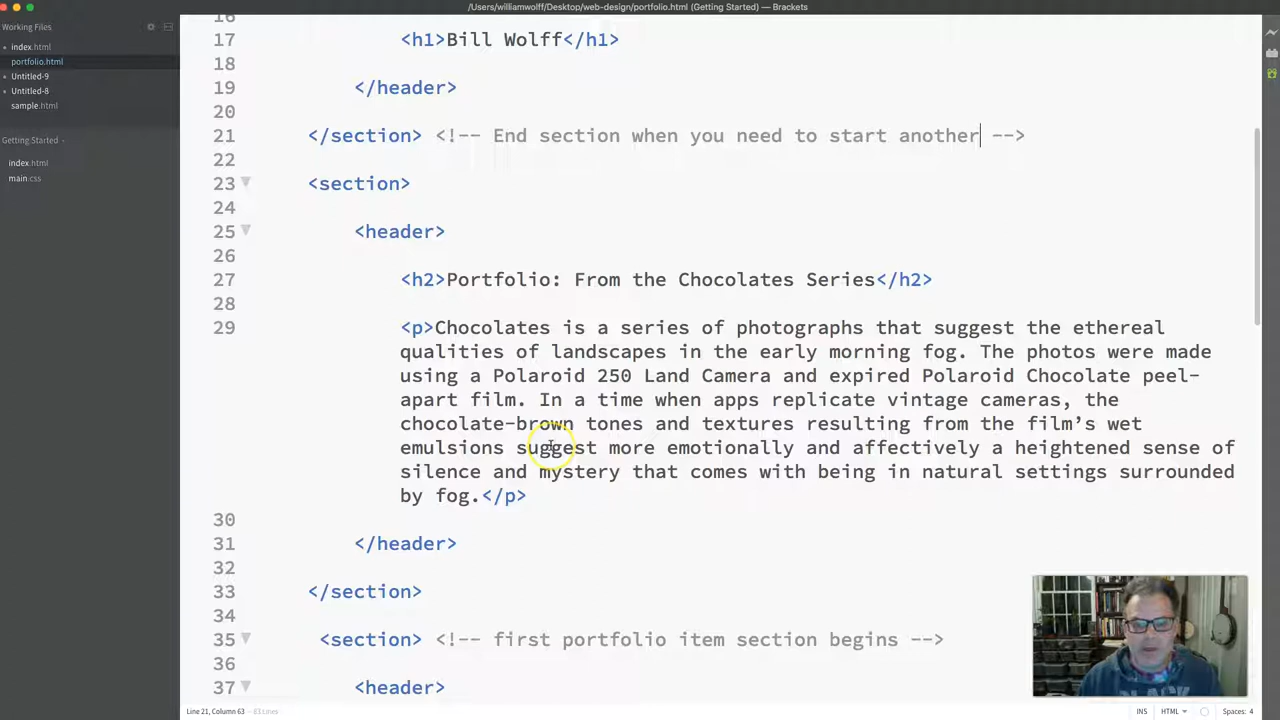 /Users/williamwolff/Desktop/web-design/portfolio.html (Getting Started) — Brackets
Working Files
index.html
portfolio.html
Untitled-9
Untitled-8
sample.html
Getting Started
index.html
main.css
16
17 <h1>Bill Wolff</h1>
18
19 </header>
20
21 </section> <!-- End section when you need to start another -->
22
23 <section>
24
25 <header>
26
27 <h2>Portfolio: From the Chocolates Series</h2>
28
29 <p>Chocolates is a series of photographs that suggest the ethereal
qualities of landscapes in the early morning fog. The photos were made
using a Polaroid 250 Land Camera and expired Polaroid Chocolate peel-
apart film. In a time when apps replicate vintage cameras, the
chocolate-brown tones and textures resulting from the film’s wet
emulsions suggest more emotionally and affectively a heightened sense of
silence and mystery that comes with being in natural settings surrounded
by fog.</p>
30
31 </header>
32
33 </section>
34
35 <section> <!-- first portfolio item section begins -->
36
37 <header>
Line 21, Column 63 — 83 Lines
INS HTML Spaces: 4